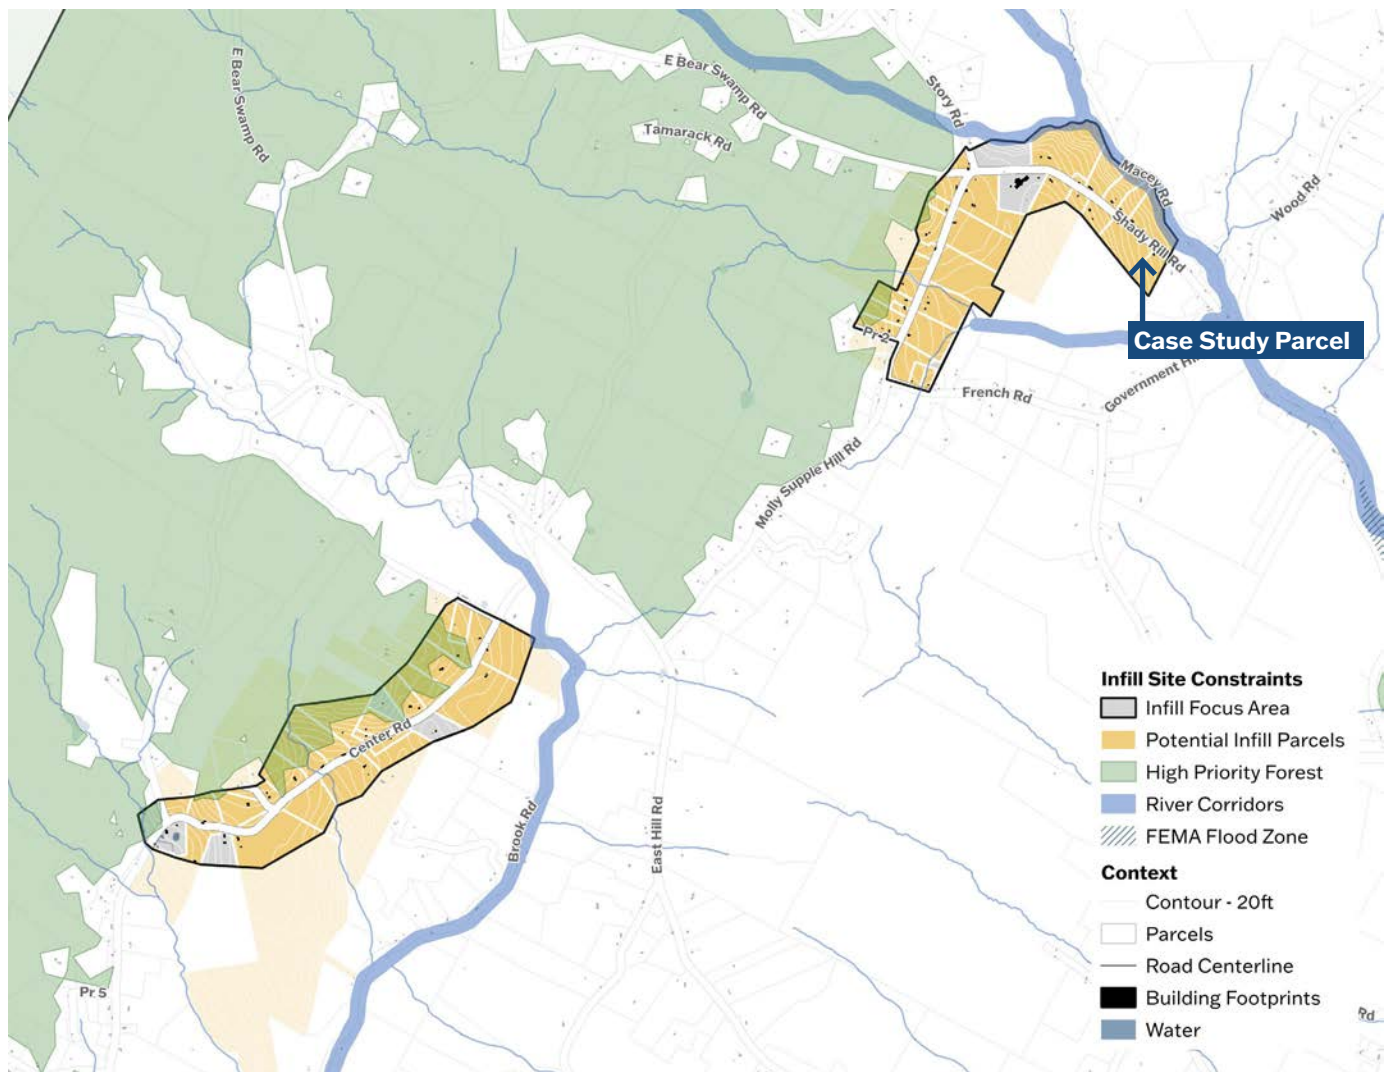 E Bear Swamp Rd
E Bear Swamp Rd
Tamarack Rd
Story Rd
Macey Rd
Wood Rd
Shady Rill Rd
Case Study Parcel
Pr 2
French Rd
Government Hil
Molly Supple Hill Rd
Center Rd
Brook Rd
East Hill Rd
Pr 5
Rd
Infill Site Constraints
Infill Focus Area
Potential Infill Parcels
High Priority Forest
River Corridors
FEMA Flood Zone
Context
Contour - 20ft
Parcels
Road Centerline
Building Footprints
Water